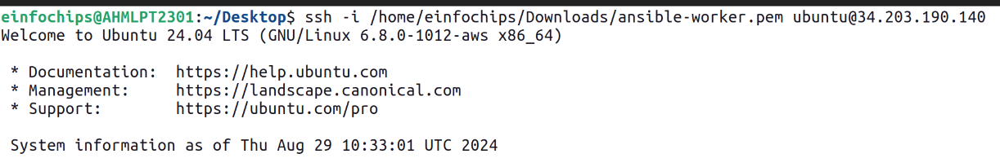 einfochips@AHMLPT2301:~/Desktop$ ssh -i /home/einfochips/Downloads/ansible-worker.pem ubuntu@34.203.190.140
Welcome to Ubuntu 24.04 LTS (GNU/Linux 6.8.0-1012-aws x86_64)
* Documentation:  https://help.ubuntu.com
* Management:     https://landscape.canonical.com
* Support:        https://ubuntu.com/pro
System information as of Thu Aug 29 10:33:01 UTC 2024